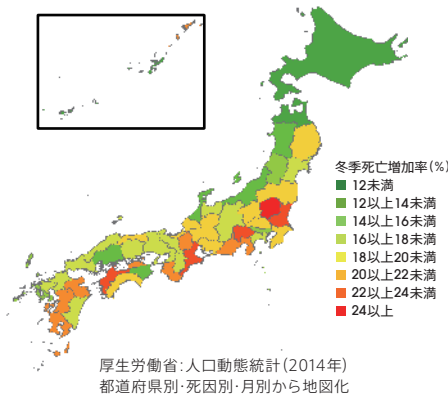 冬季死亡増加率(%)
12未満
12以上14未満
14以上16未満
16以上18未満
18以上20未満
20以上22未満
22以上24未満
24以上
厚生労働省:人口動態統計(2014年)
都道府県別・死因別・月別から地図化